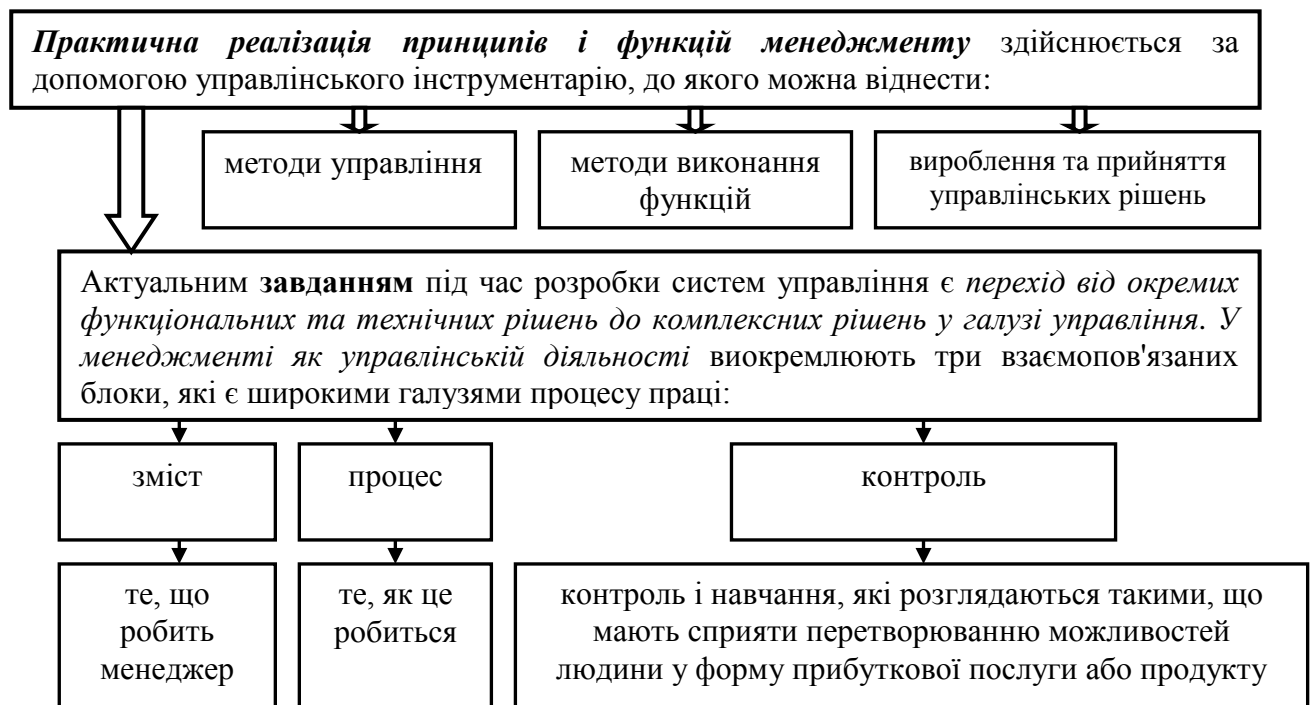 Практична реалізація принципів і функцій менеджменту здійснюється за
допомогою управлінського інструментарію, до якого можна віднести:
методи управління
методи виконання
функцій
вироблення та прийняття
управлінських рішень
Актуальним завданням під час розробки систем управління є перехід від окремих
функціональних та технічних рішень до комплексних рішень у галузі управління. У
менеджменті як управлінській діяльності виокремлюють три взаємопов'язаних
блоки, які є широкими галузями процесу праці:
зміст
процес
контроль
те, що
робить
менеджер
те, як це
робиться
контроль і навчання, які розглядаються такими, що
мають сприяти перетворюванню можливостей
людини у форму прибуткової послуги або продукту